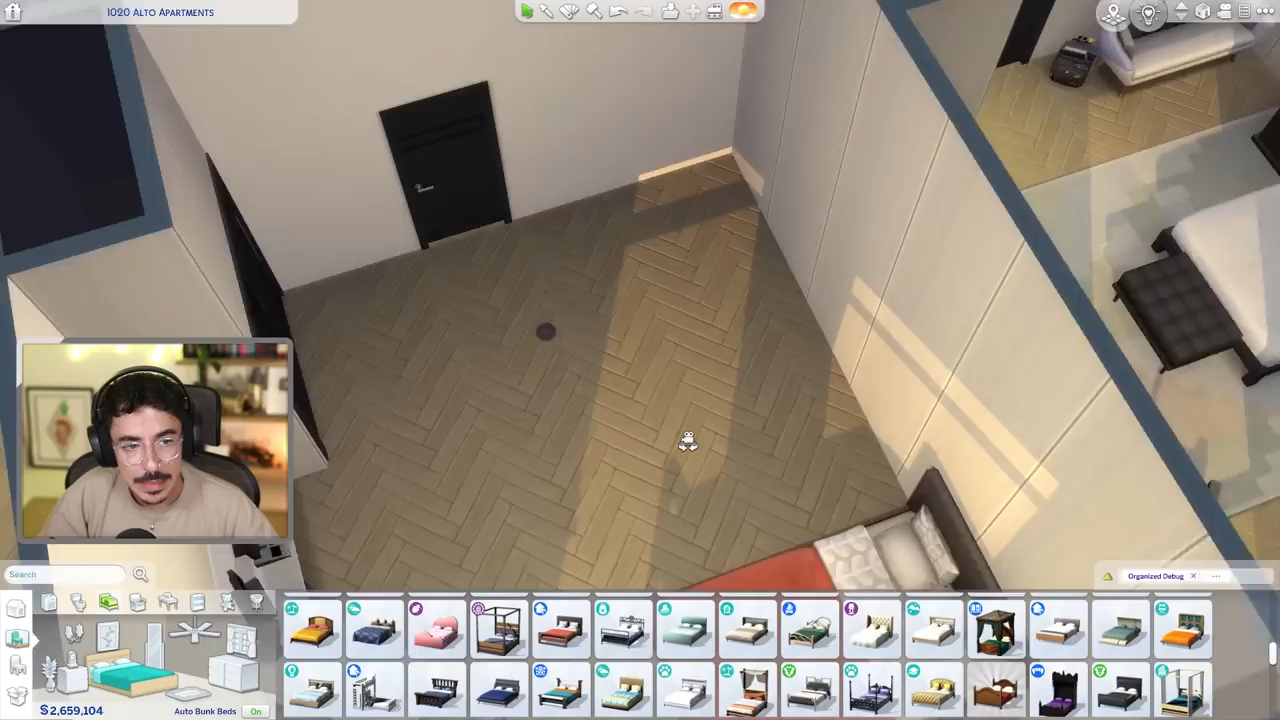 1020 Alto Apartments
Search
Organized Debug
$2,659,104
Auto Bunk Beds
On